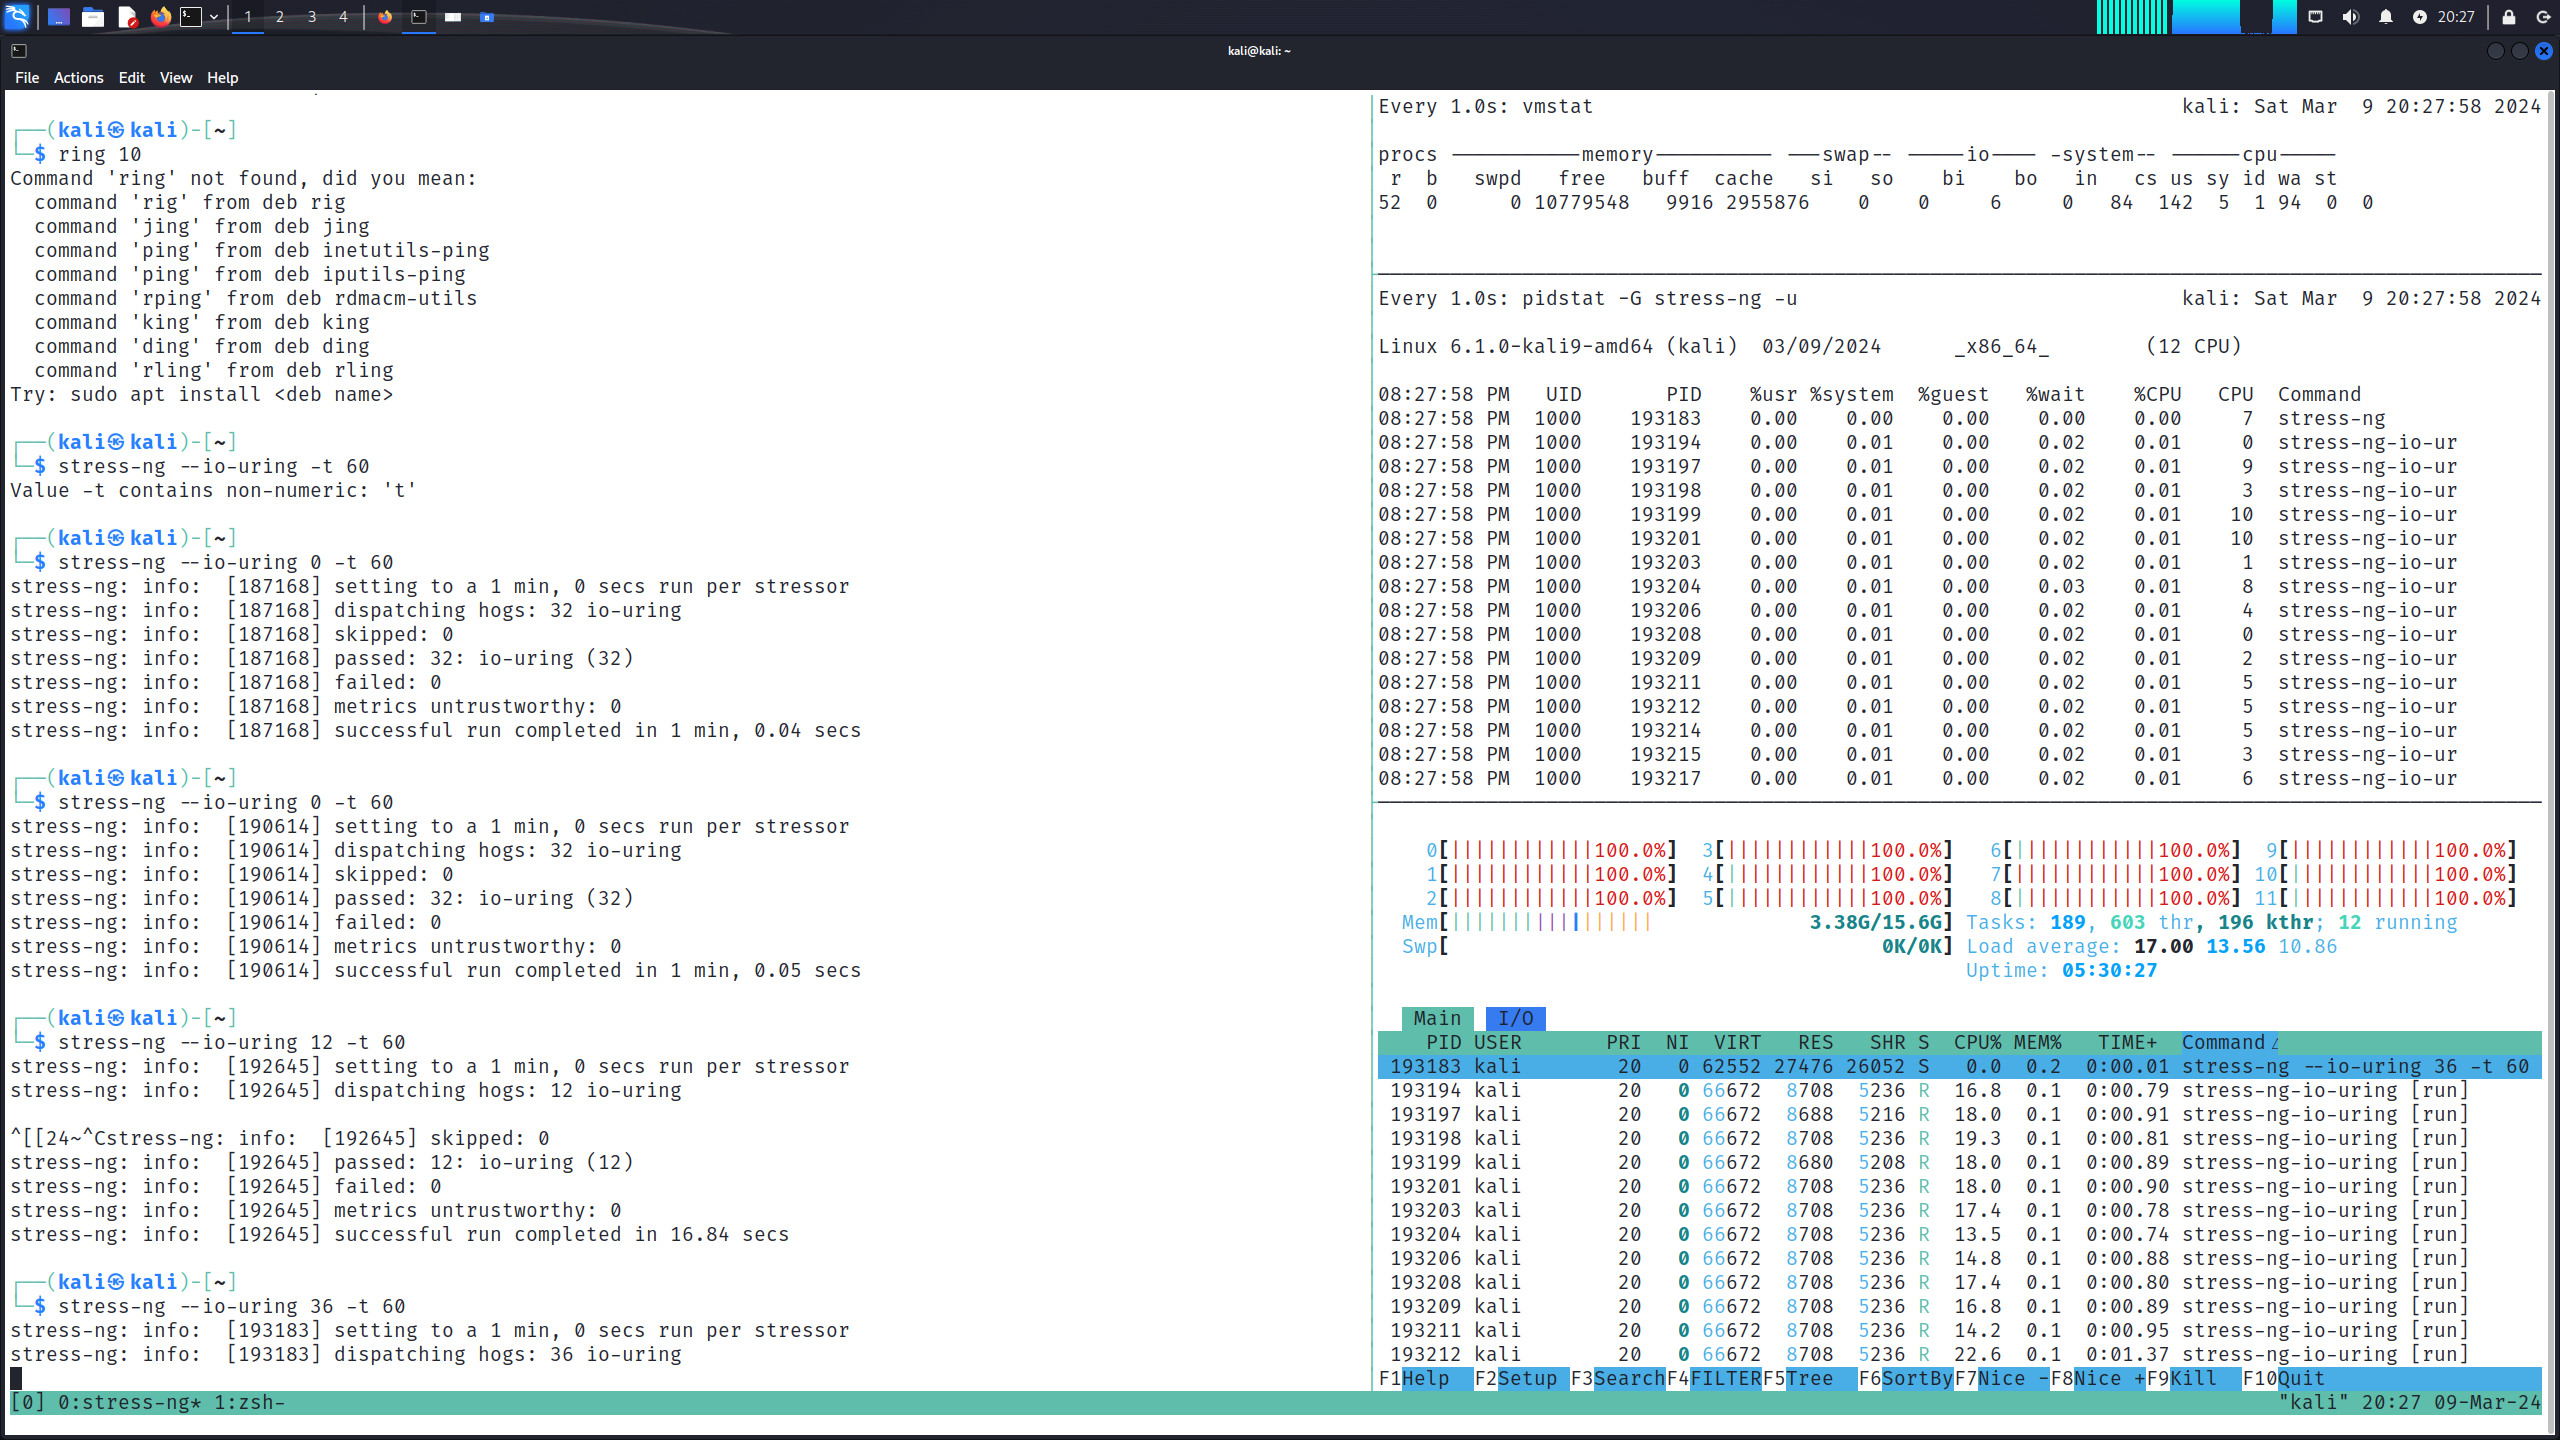 1 2 3 4 20:27
kali@kali: ~
File Actions Edit View Help
┌──(kali㉿kali)-[~]
└─$ ring 10
Command 'ring' not found, did you mean:
command 'rig' from deb rig
command 'jing' from deb jing
command 'ping' from deb inetutils-ping
command 'ping' from deb iputils-ping
command 'rping' from deb rdmacm-utils
command 'king' from deb king
command 'ding' from deb ding
command 'rling' from deb rling
Try: sudo apt install <deb name>
┌──(kali㉿kali)-[~]
└─$ stress-ng --io-uring -t 60
Value -t contains non-numeric: 't'
┌──(kali㉿kali)-[~]
└─$ stress-ng --io-uring 0 -t 60
stress-ng: info:  [187168] setting to a 1 min, 0 secs run per stressor
stress-ng: info:  [187168] dispatching hogs: 32 io-uring
stress-ng: info:  [187168] skipped: 0
stress-ng: info:  [187168] passed: 32: io-uring (32)
stress-ng: info:  [187168] failed: 0
stress-ng: info:  [187168] metrics untrustworthy: 0
stress-ng: info:  [187168] successful run completed in 1 min, 0.04 secs
┌──(kali㉿kali)-[~]
└─$ stress-ng --io-uring 0 -t 60
stress-ng: info:  [190614] setting to a 1 min, 0 secs run per stressor
stress-ng: info:  [190614] dispatching hogs: 32 io-uring
stress-ng: info:  [190614] skipped: 0
stress-ng: info:  [190614] passed: 32: io-uring (32)
stress-ng: info:  [190614] failed: 0
stress-ng: info:  [190614] metrics untrustworthy: 0
stress-ng: info:  [190614] successful run completed in 1 min, 0.05 secs
┌──(kali㉿kali)-[~]
└─$ stress-ng --io-uring 12 -t 60
stress-ng: info:  [192645] setting to a 1 min, 0 secs run per stressor
stress-ng: info:  [192645] dispatching hogs: 12 io-uring
^[[24~^Cstress-ng: info:  [192645] skipped: 0
stress-ng: info:  [192645] passed: 12: io-uring (12)
stress-ng: info:  [192645] failed: 0
stress-ng: info:  [192645] metrics untrustworthy: 0
stress-ng: info:  [192645] successful run completed in 16.84 secs
┌──(kali㉿kali)-[~]
└─$ stress-ng --io-uring 36 -t 60
stress-ng: info:  [193183] setting to a 1 min, 0 secs run per stressor
stress-ng: info:  [193183] dispatching hogs: 36 io-uring
Every 1.0s: vmstat kali: Sat Mar  9 20:27:58 2024
procs -----------memory---------- ---swap-- -----io---- -system-- ------cpu-----
r b swpd free buff cache si so bi bo in cs us sy id wa st
52 0 0 10779548 9916 2955876 0 0 6 0 84 142 5 1 94 0 0
Every 1.0s: pidstat -G stress-ng -u kali: Sat Mar  9 20:27:58 2024
Linux 6.1.0-kali9-amd64 (kali) 03/09/2024 _x86_64_ (12 CPU)
08:27:58 PM UID PID %usr %system %guest %wait %CPU CPU Command
08:27:58 PM 1000 193183 0.00 0.00 0.00 0.00 0.00 7 stress-ng
08:27:58 PM 1000 193194 0.00 0.01 0.00 0.02 0.01 0 stress-ng-io-ur
08:27:58 PM 1000 193197 0.00 0.01 0.00 0.02 0.01 9 stress-ng-io-ur
08:27:58 PM 1000 193198 0.00 0.01 0.00 0.02 0.01 3 stress-ng-io-ur
08:27:58 PM 1000 193199 0.00 0.01 0.00 0.02 0.01 10 stress-ng-io-ur
08:27:58 PM 1000 193201 0.00 0.01 0.00 0.02 0.01 10 stress-ng-io-ur
08:27:58 PM 1000 193203 0.00 0.01 0.00 0.02 0.01 1 stress-ng-io-ur
08:27:58 PM 1000 193204 0.00 0.01 0.00 0.03 0.01 8 stress-ng-io-ur
08:27:58 PM 1000 193206 0.00 0.01 0.00 0.02 0.01 4 stress-ng-io-ur
08:27:58 PM 1000 193208 0.00 0.01 0.00 0.02 0.01 0 stress-ng-io-ur
08:27:58 PM 1000 193209 0.00 0.01 0.00 0.02 0.01 2 stress-ng-io-ur
08:27:58 PM 1000 193211 0.00 0.01 0.00 0.02 0.01 5 stress-ng-io-ur
08:27:58 PM 1000 193212 0.00 0.01 0.00 0.02 0.01 5 stress-ng-io-ur
08:27:58 PM 1000 193214 0.00 0.01 0.00 0.02 0.01 5 stress-ng-io-ur
08:27:58 PM 1000 193215 0.00 0.01 0.00 0.02 0.01 3 stress-ng-io-ur
08:27:58 PM 1000 193217 0.00 0.01 0.00 0.02 0.01 6 stress-ng-io-ur
0[||||||||||||100.0%] 3[||||||||||||100.0%] 6[||||||||||||100.0%] 9[||||||||||||100.0%]
1[||||||||||||100.0%] 4[||||||||||||100.0%] 7[||||||||||||100.0%] 10[||||||||||||100.0%]
2[||||||||||||100.0%] 5[||||||||||||100.0%] 8[||||||||||||100.0%] 11[||||||||||||100.0%]
Mem[||||||||||||||||| 3.38G/15.6G] Tasks: 189, 603 thr, 196 kthr; 12 running
Swp[ 0K/0K] Load average: 17.00 13.56 10.86
Uptime: 05:30:27
Main I/O
PID USER PRI NI VIRT RES SHR S CPU% MEM% TIME+ Command△
193183 kali 20 0 62552 27476 26052 S 0.0 0.2 0:00.01 stress-ng --io-uring 36 -t 60
193194 kali 20 0 66672 8708 5236 R 16.8 0.1 0:00.79 stress-ng-io-uring [run]
193197 kali 20 0 66672 8688 5216 R 18.0 0.1 0:00.91 stress-ng-io-uring [run]
193198 kali 20 0 66672 8708 5236 R 19.3 0.1 0:00.81 stress-ng-io-uring [run]
193199 kali 20 0 66672 8680 5208 R 18.0 0.1 0:00.89 stress-ng-io-uring [run]
193201 kali 20 0 66672 8708 5236 R 18.0 0.1 0:00.90 stress-ng-io-uring [run]
193203 kali 20 0 66672 8708 5236 R 17.4 0.1 0:00.78 stress-ng-io-uring [run]
193204 kali 20 0 66672 8708 5236 R 13.5 0.1 0:00.74 stress-ng-io-uring [run]
193206 kali 20 0 66672 8708 5236 R 14.8 0.1 0:00.88 stress-ng-io-uring [run]
193208 kali 20 0 66672 8708 5236 R 17.4 0.1 0:00.80 stress-ng-io-uring [run]
193209 kali 20 0 66672 8708 5236 R 16.8 0.1 0:00.89 stress-ng-io-uring [run]
193211 kali 20 0 66672 8708 5236 R 14.2 0.1 0:00.95 stress-ng-io-uring [run]
193212 kali 20 0 66672 8708 5236 R 22.6 0.1 0:01.37 stress-ng-io-uring [run]
F1Help F2Setup F3SearchF4FILTERF5Tree F6SortByF7Nice -F8Nice +F9Kill F10Quit
[0] 0:stress-ng* 1:zsh- "kali" 20:27 09-Mar-24